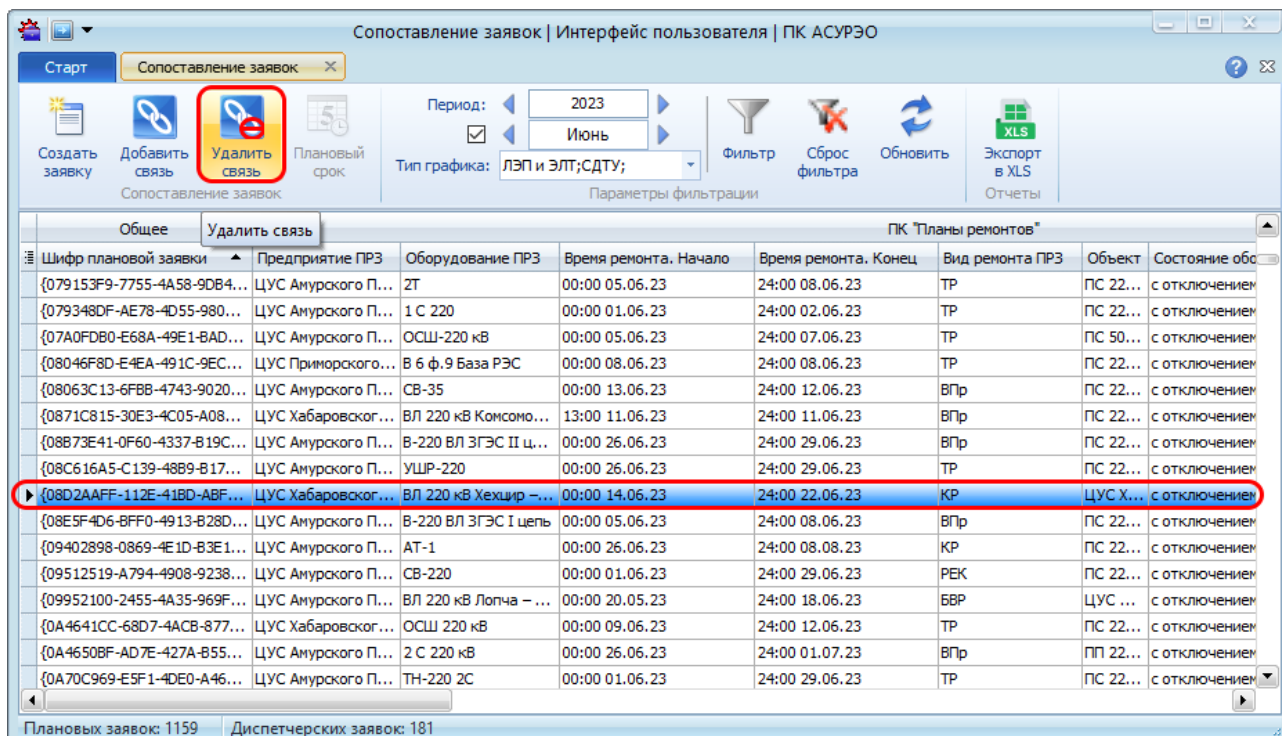 Сопоставление заявок | Интерфейс пользователя | ПК АСУРЭО
Старт Сопоставление заявок
Создать заявку Добавить связь Удалить связь Плановый срок
Сопоставление заявок
Период: 2023
Июнь
Тип графика: ЛЭП и ЭЛТ;СДТУ;
Фильтр Сброс фильтра Обновить
Параметры фильтрации
XLS
Экспорт в XLS
Отчеты
Удалить связь
Общее ПК "Планы ремонтов"
Шифр плановой заявки Предприятие ПРЗ Оборудование ПРЗ Время ремонта. Начало Время ремонта. Конец Вид ремонта ПРЗ Объект Состояние обо
{079153F9-7755-4A58-9DB4... ЦУС Амурского П... 2Т 00:00 05.06.23 24:00 08.06.23 ТР ПС 22... с отключением
{079348DF-AE78-4D55-980... ЦУС Амурского П... 1 С 220 00:00 01.06.23 24:00 02.06.23 ТР ПС 22... с отключением
{07A0FDB0-E68A-49E1-BAD... ЦУС Амурского П... ОСШ-220 кВ 00:00 05.06.23 24:00 07.06.23 ТР ПС 50... с отключением
{08046F8D-E4EA-491C-9EC... ЦУС Приморского... В 6 ф.9 База РЭС 00:00 08.06.23 24:00 08.06.23 ТР ПС 22... с отключением
{08063C13-6FBB-4743-9020... ЦУС Амурского П... СВ-35 00:00 13.06.23 24:00 12.06.23 ВПр ПС 22... с отключением
{0871C815-30E3-4C05-A08... ЦУС Хабаровског... ВЛ 220 кВ Комсомо... 13:00 11.06.23 24:00 11.06.23 ВПр ПС 22... с отключением
{08B73E41-0F60-4337-B19C... ЦУС Амурского П... В-220 ВЛ ЗГЭС II ц... 00:00 26.06.23 24:00 29.06.23 ВПр ПС 22... с отключением
{08C616A5-C139-48B9-B17... ЦУС Амурского П... УШР-220 00:00 26.06.23 24:00 29.06.23 ТР ПС 22... с отключением
{08D2AAFF-112E-41BD-ABF... ЦУС Хабаровског... ВЛ 220 кВ Хехцир –... 00:00 14.06.23 24:00 22.06.23 КР ЦУС Х... с отключением
{08E5F4D6-BFF0-4913-B28D... ЦУС Амурского П... В-220 ВЛ ЗГЭС I цепь 00:00 05.06.23 24:00 08.06.23 ВПр ПС 22... с отключением
{09402898-0869-4E1D-B3E1... ЦУС Амурского П... АТ-1 00:00 26.06.23 24:00 08.08.23 КР ПС 22... с отключением
{09512519-A794-4908-9238... ЦУС Амурского П... СВ-220 00:00 01.06.23 24:00 29.06.23 РЕК ПС 22... с отключением
{09952100-2455-4A35-969F... ЦУС Амурского П... ВЛ 220 кВ Лопча – ... 00:00 20.05.23 24:00 18.06.23 БВР ЦУС ... с отключением
{0A4641CC-68D7-4ACB-877... ЦУС Хабаровског... ОСШ 220 кВ 00:00 09.06.23 24:00 12.06.23 ТР ПС 22... с отключением
{0A4650BF-AD7E-427A-B55... ЦУС Амурского П... 2 С 220 кВ 00:00 26.06.23 24:00 01.07.23 ВПр ПП 22... с отключением
{0A70C969-E5F1-4DE0-A46... ЦУС Амурского П... ТН-220 2С 00:00 01.06.23 24:00 29.06.23 ТР ПС 22... с отключением
Плановых заявок: 1159 Диспетчерских заявок: 181